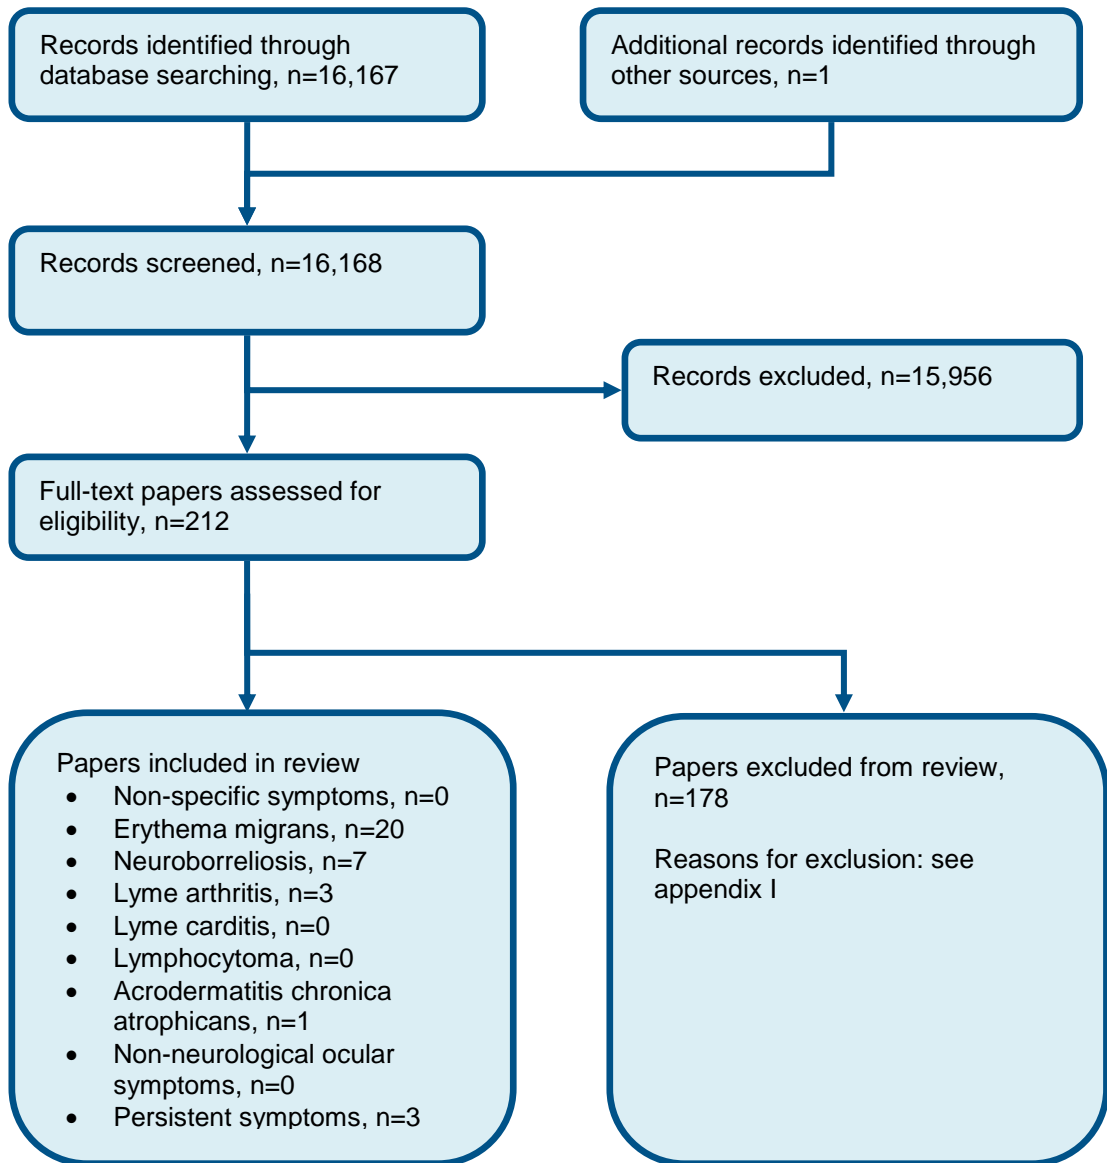 Records identified through
database searching, n=16,167
Additional records identified through
other sources, n=1
Records screened, n=16,168
Records excluded, n=15,956
Full-text papers assessed for
eligibility, n=212
Papers included in review
• Non-specific symptoms, n=0
• Erythema migrans, n=20
• Neuroborreliosis, n=7
• Lyme arthritis, n=3
• Lyme carditis, n=0
• Lymphocytoma, n=0
• Acrodermatitis chronica
atrophicans, n=1
• Non-neurological ocular
symptoms, n=0
• Persistent symptoms, n=3
Papers excluded from review,
n=178
Reasons for exclusion: see
appendix I